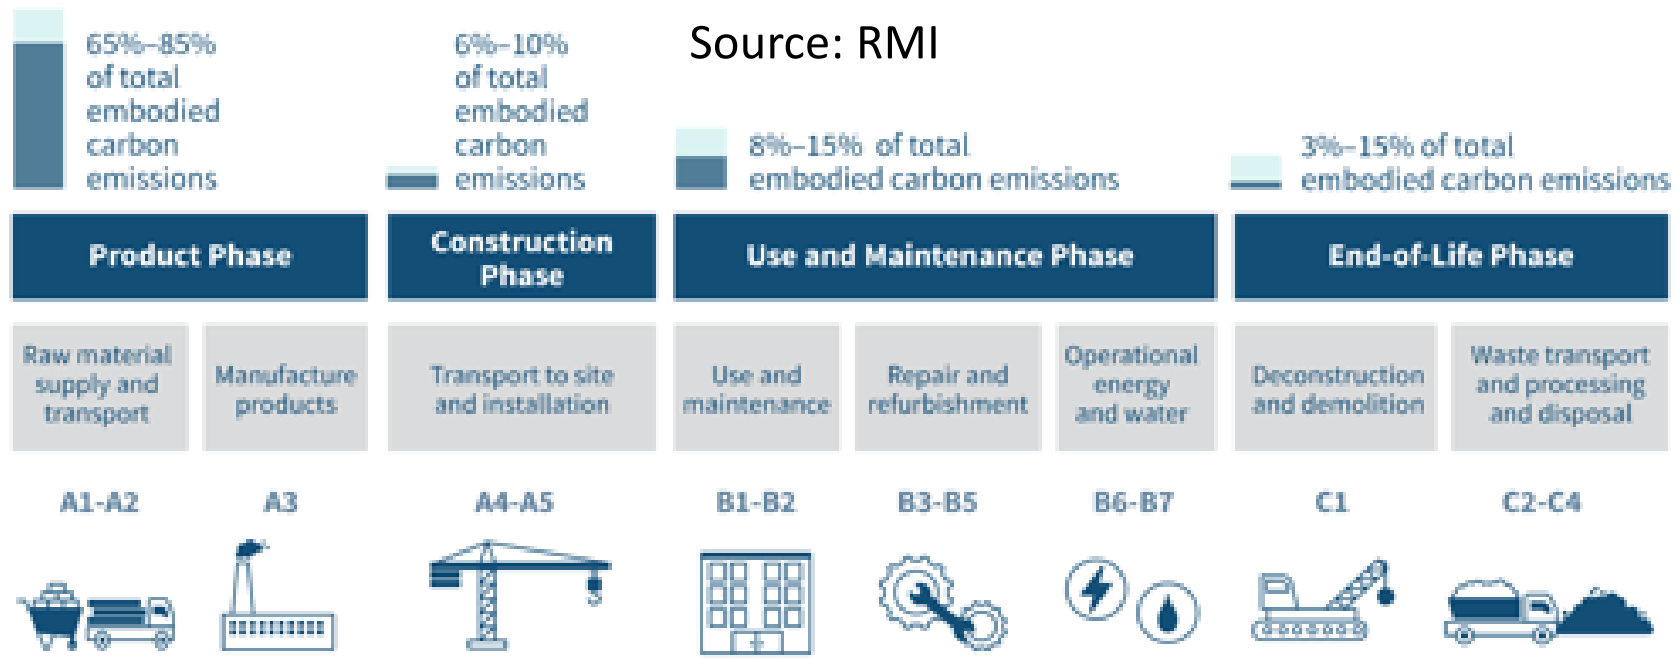 65%–85%
of total
embodied
carbon
emissions
6%–10%
of total
embodied
carbon
emissions
Source: RMI
8%–15% of total
embodied carbon emissions
3%–15% of total
embodied carbon emissions
Product Phase
Construction
Phase
Use and Maintenance Phase
End-of-Life Phase
Raw material
supply and
transport
Manufacture
products
Transport to site
and installation
Use and
maintenance
Repair and
refurbishment
Operational
energy
and water
Deconstruction
and demolition
Waste transport
and processing
and disposal
A1-A2
A3
A4-A5
B1-B2
B3-B5
B6-B7
C1
C2-C4